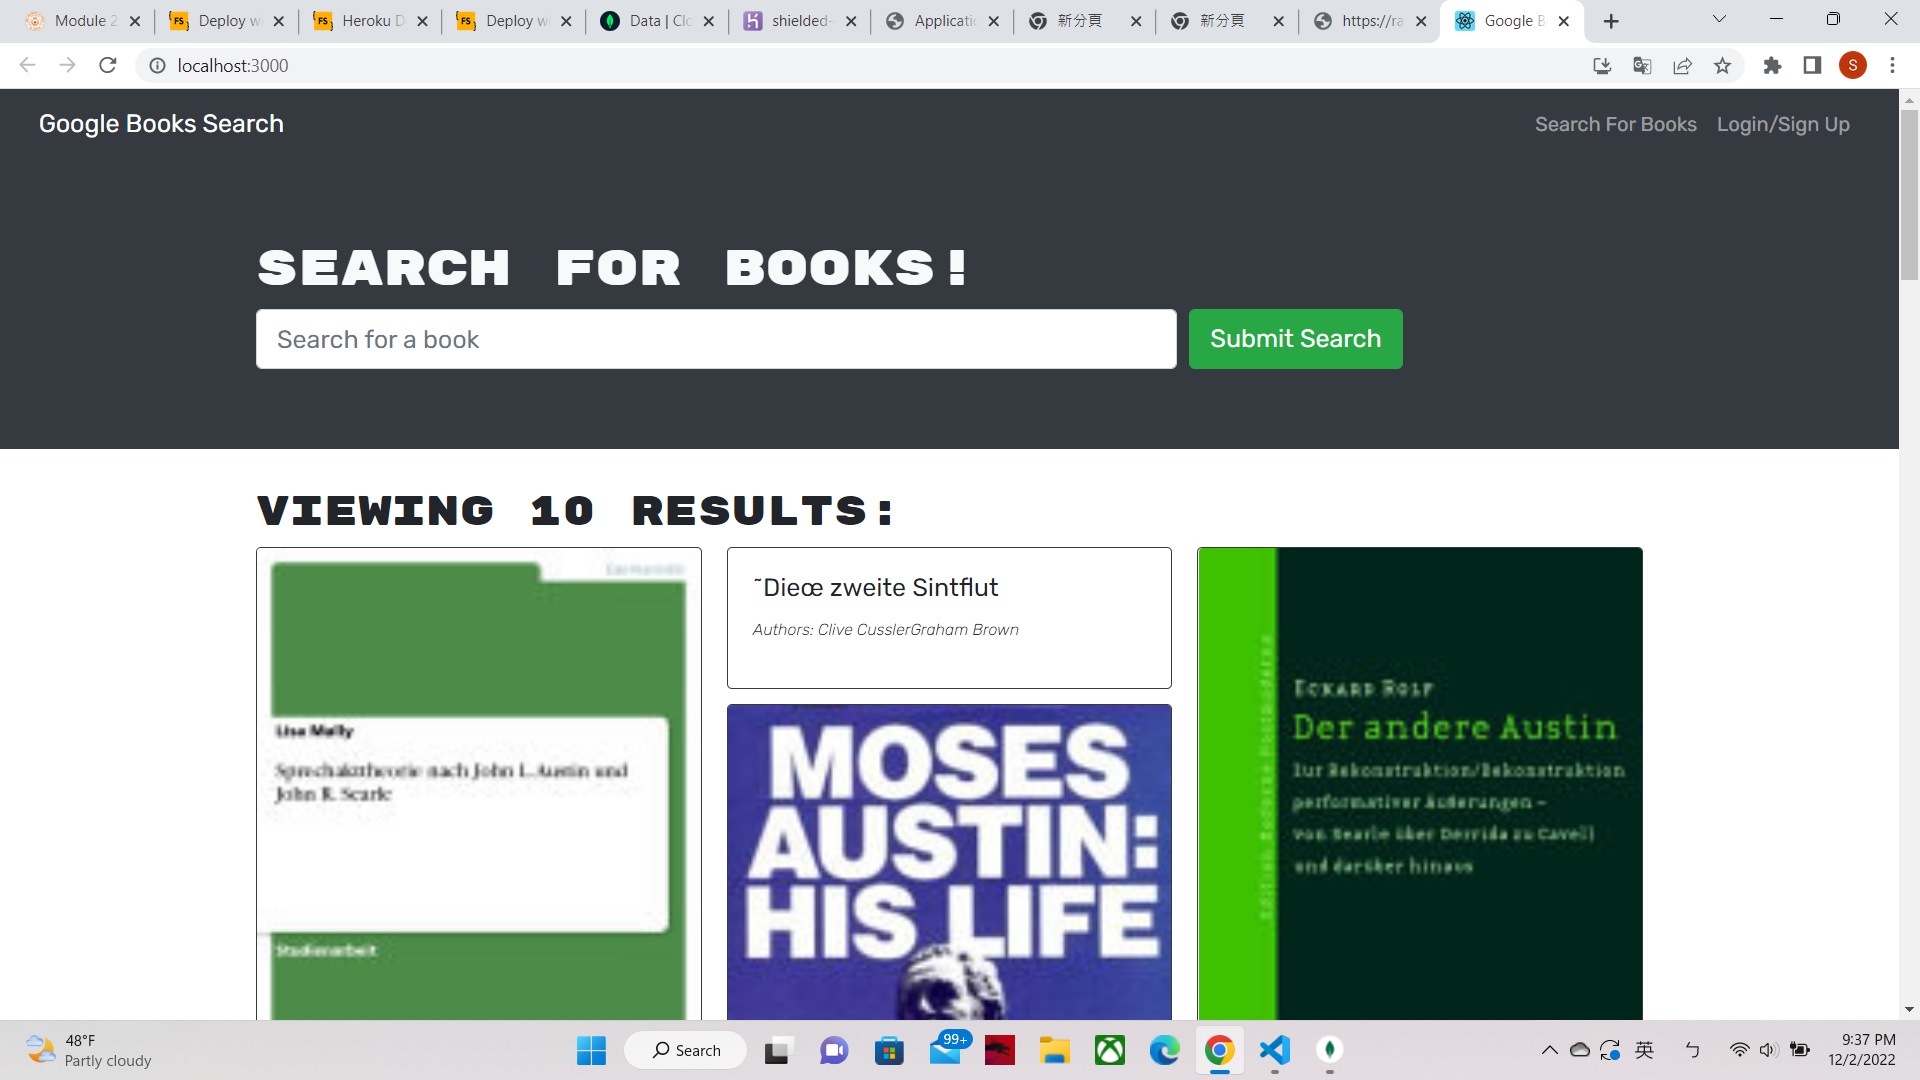 Module 2
Deploy w
Heroku D
Deploy w
Data | Clo
shielded-
Applicatio
新分頁
新分頁
https://ra
Google B
localhost:3000
S
Google Books Search
Search For Books
Login/Sign Up
SEARCH FOR BOOKS!
Search for a book
Submit Search
VIEWING 10 RESULTS:
Lisa Mally
Sprechakttheorie nach John L. Austin und
John R. Searle
Studienarbeit
˜Dieœ zweite Sintflut
Authors: Clive CusslerGraham Brown
MOSES
AUSTIN:
HIS LIFE
Edition Moderne Postmoderne
Eckard Rolf
Der andere Austin
Zur Rekonstruktion/Dekonstruktion
performativer Äußerungen –
von Searle über Derrida zu Cavell
und darüber hinaus
48°F
Partly cloudy
Search
99+
英
ㄅ
9:37 PM
12/2/2022